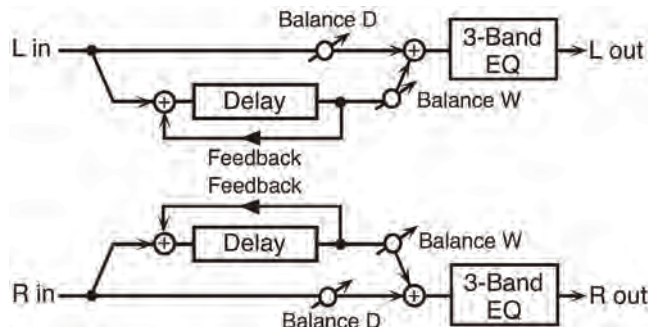 Balance D
3-Band
EQ
L in
L out
Delay
Balance W
Feedback
Feedback
Delay
Balance W
3-Band
EQ
R in
R out
Balance D